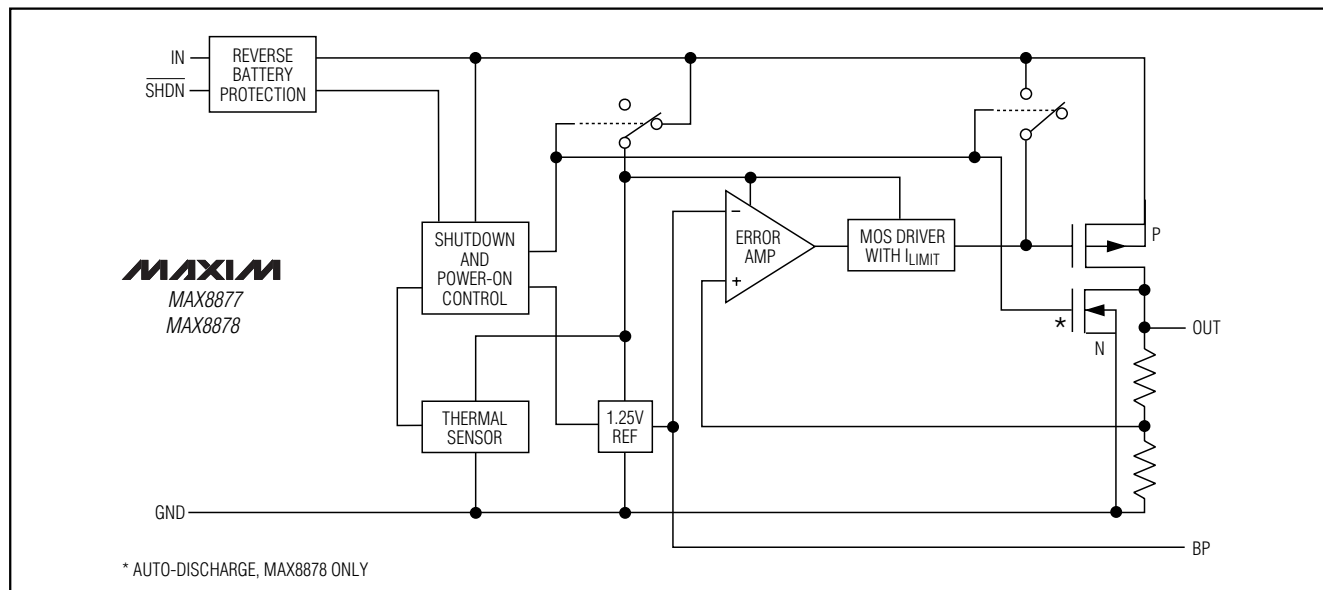 IN
SHDN
REVERSE
BATTERY
PROTECTION
SHUTDOWN
AND
POWER-ON
CONTROL
ERROR
AMP
−
+
MOS DRIVER
WITH ILIMIT
P
MAXIM
MAX8877
MAX8878
*
N
OUT
THERMAL
SENSOR
1.25V
REF
GND
BP
* AUTO-DISCHARGE, MAX8878 ONLY